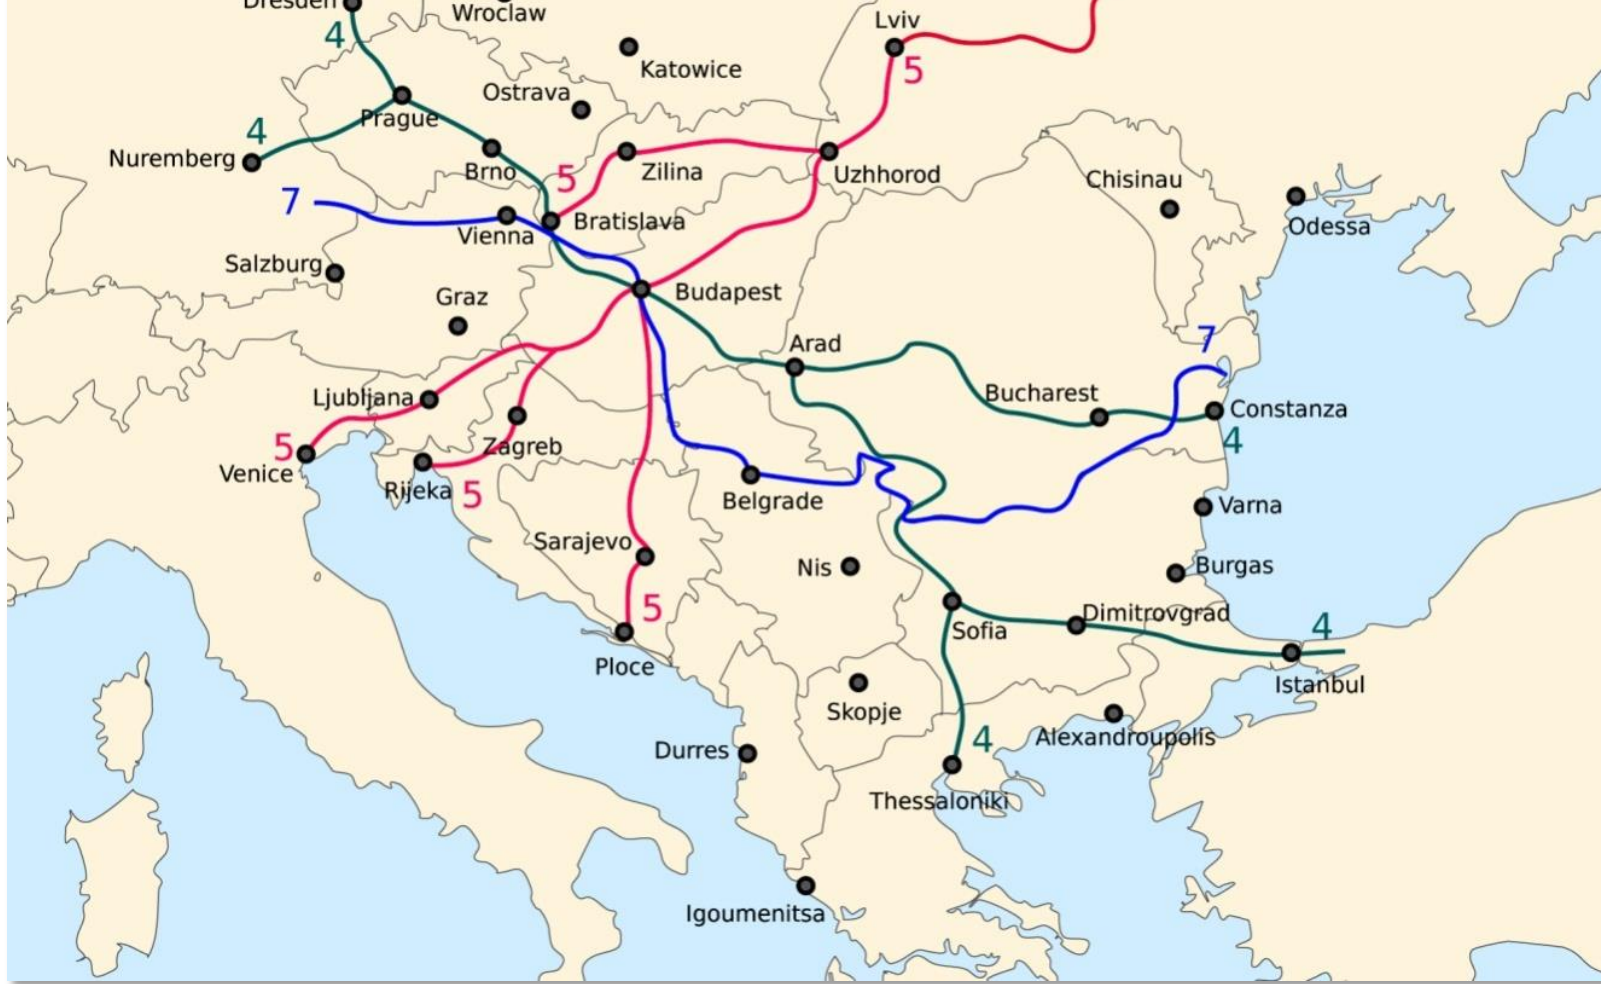 Dresden
Wroclaw
Lviv
4
5
Katowice
Ostrava
Prague
4
Nuremberg
Brno
5
Zilina
Uzhhorod
Chisinau
7
Vienna
Bratislava
Odessa
Salzburg
Graz
Budapest
Arad
7
Ljubljana
Bucharest
Constanza
4
5
Venice
Zagreb
Rijeka
5
Belgrade
Varna
Sarajevo
Nis
Burgas
5
Sofia
Dimitrovgrad
4
Ploce
Istanbul
Skopje
Durres
4
Alexandroupolis
Thessaloniki
Igoumenitsa